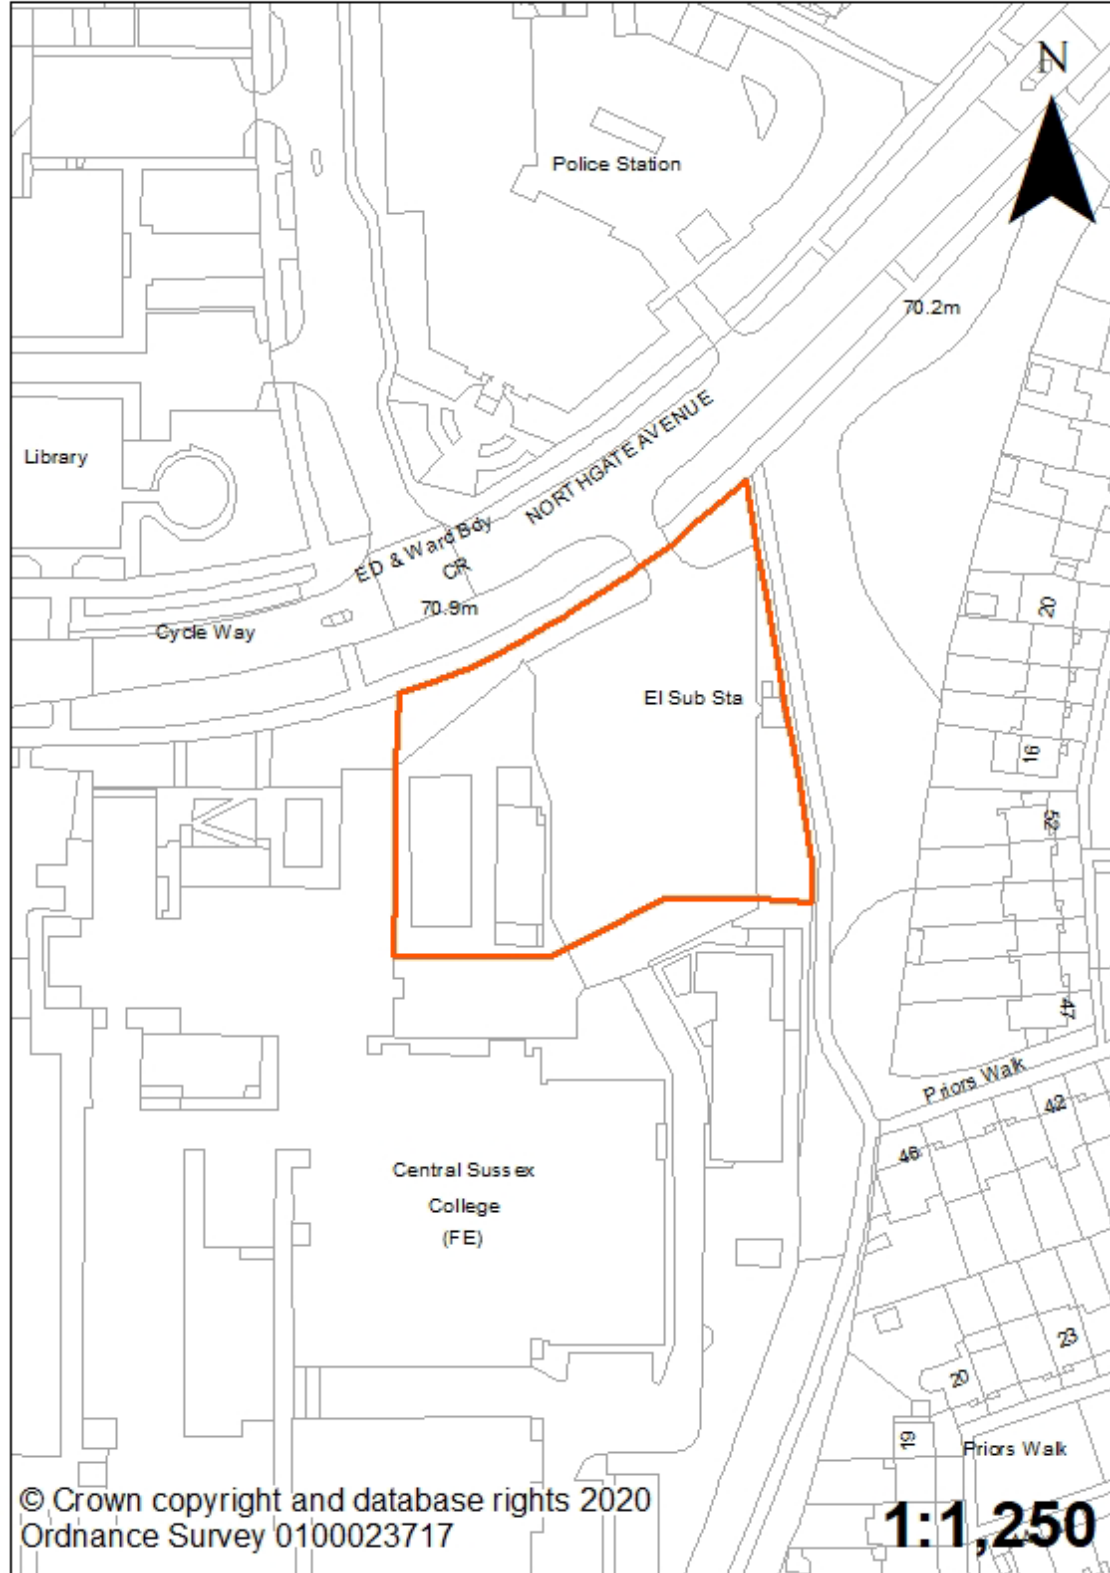 N
Police Station
70.2m
NORTHGATE AVENUE
Library
ED & Ward Bdy
CR
70.9m
Cycle Way
20
El Sub Sta
16
52
47
Priors Walk
42
46
Central Sussex
College
(FE)
23
20
19
Priors Walk
© Crown copyright and database rights 2020
Ordnance Survey 0100023717
1:1,250